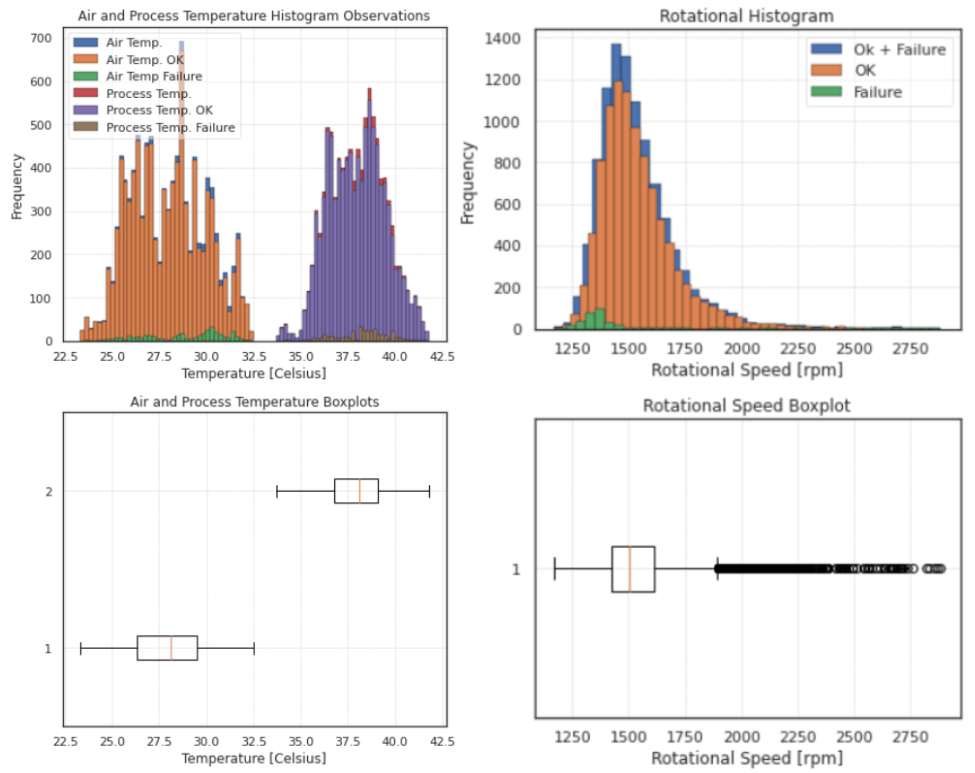 Air and Process Temperature Histogram Observations
700
600
500
400
300
200
100
0
Frequency
Air Temp.
Air Temp. OK
Air Temp Failure
Process Temp.
Process Temp. OK
Process Temp. Failure
22.5 25.0 27.5 30.0 32.5 35.0 37.5 40.0 42.5
Temperature [Celsius]
Rotational Histogram
1400
1200
1000
800
600
400
200
0
Frequency
Ok + Failure
OK
Failure
1250 1500 1750 2000 2250 2500 2750
Rotational Speed [rpm]
Air and Process Temperature Boxplots
2
1
22.5 25.0 27.5 30.0 32.5 35.0 37.5 40.0 42.5
Temperature [Celsius]
Rotational Speed Boxplot
1
1250 1500 1750 2000 2250 2500 2750
Rotational Speed [rpm]